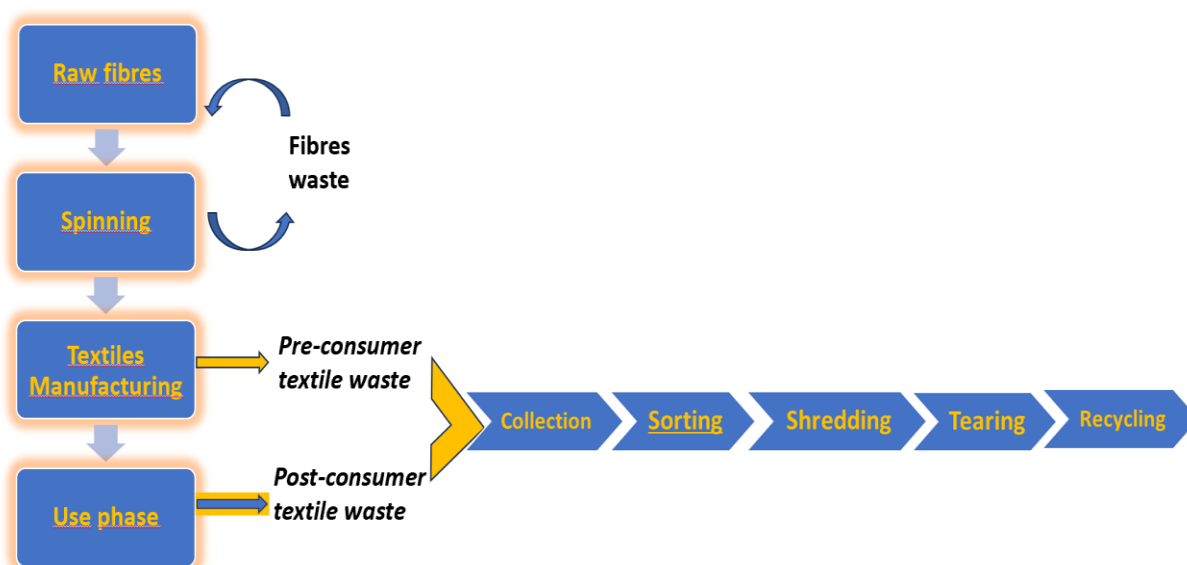 Raw fibres
Fibres
waste
Spinning
Textiles
Manufacturing
Pre-consumer
textile waste
Collection
Sorting
Shredding
Tearing
Recycling
Use phase
Post-consumer
textile waste